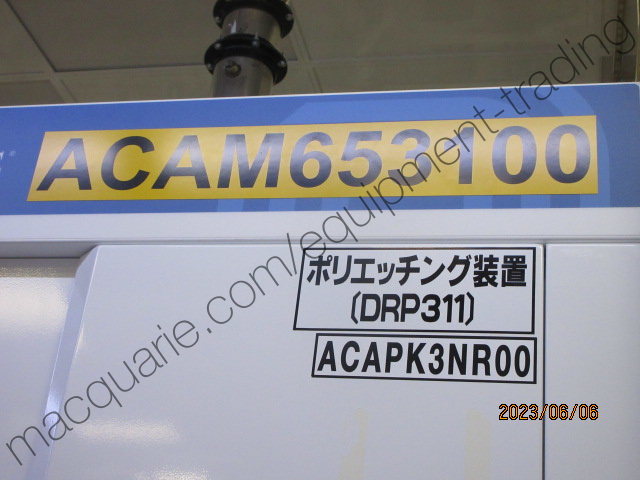 ACAM653100
ポリエッチング装置
(DRP311)
ACAPK3NR00
2023/06/06
macquarie.com/equipment-trading